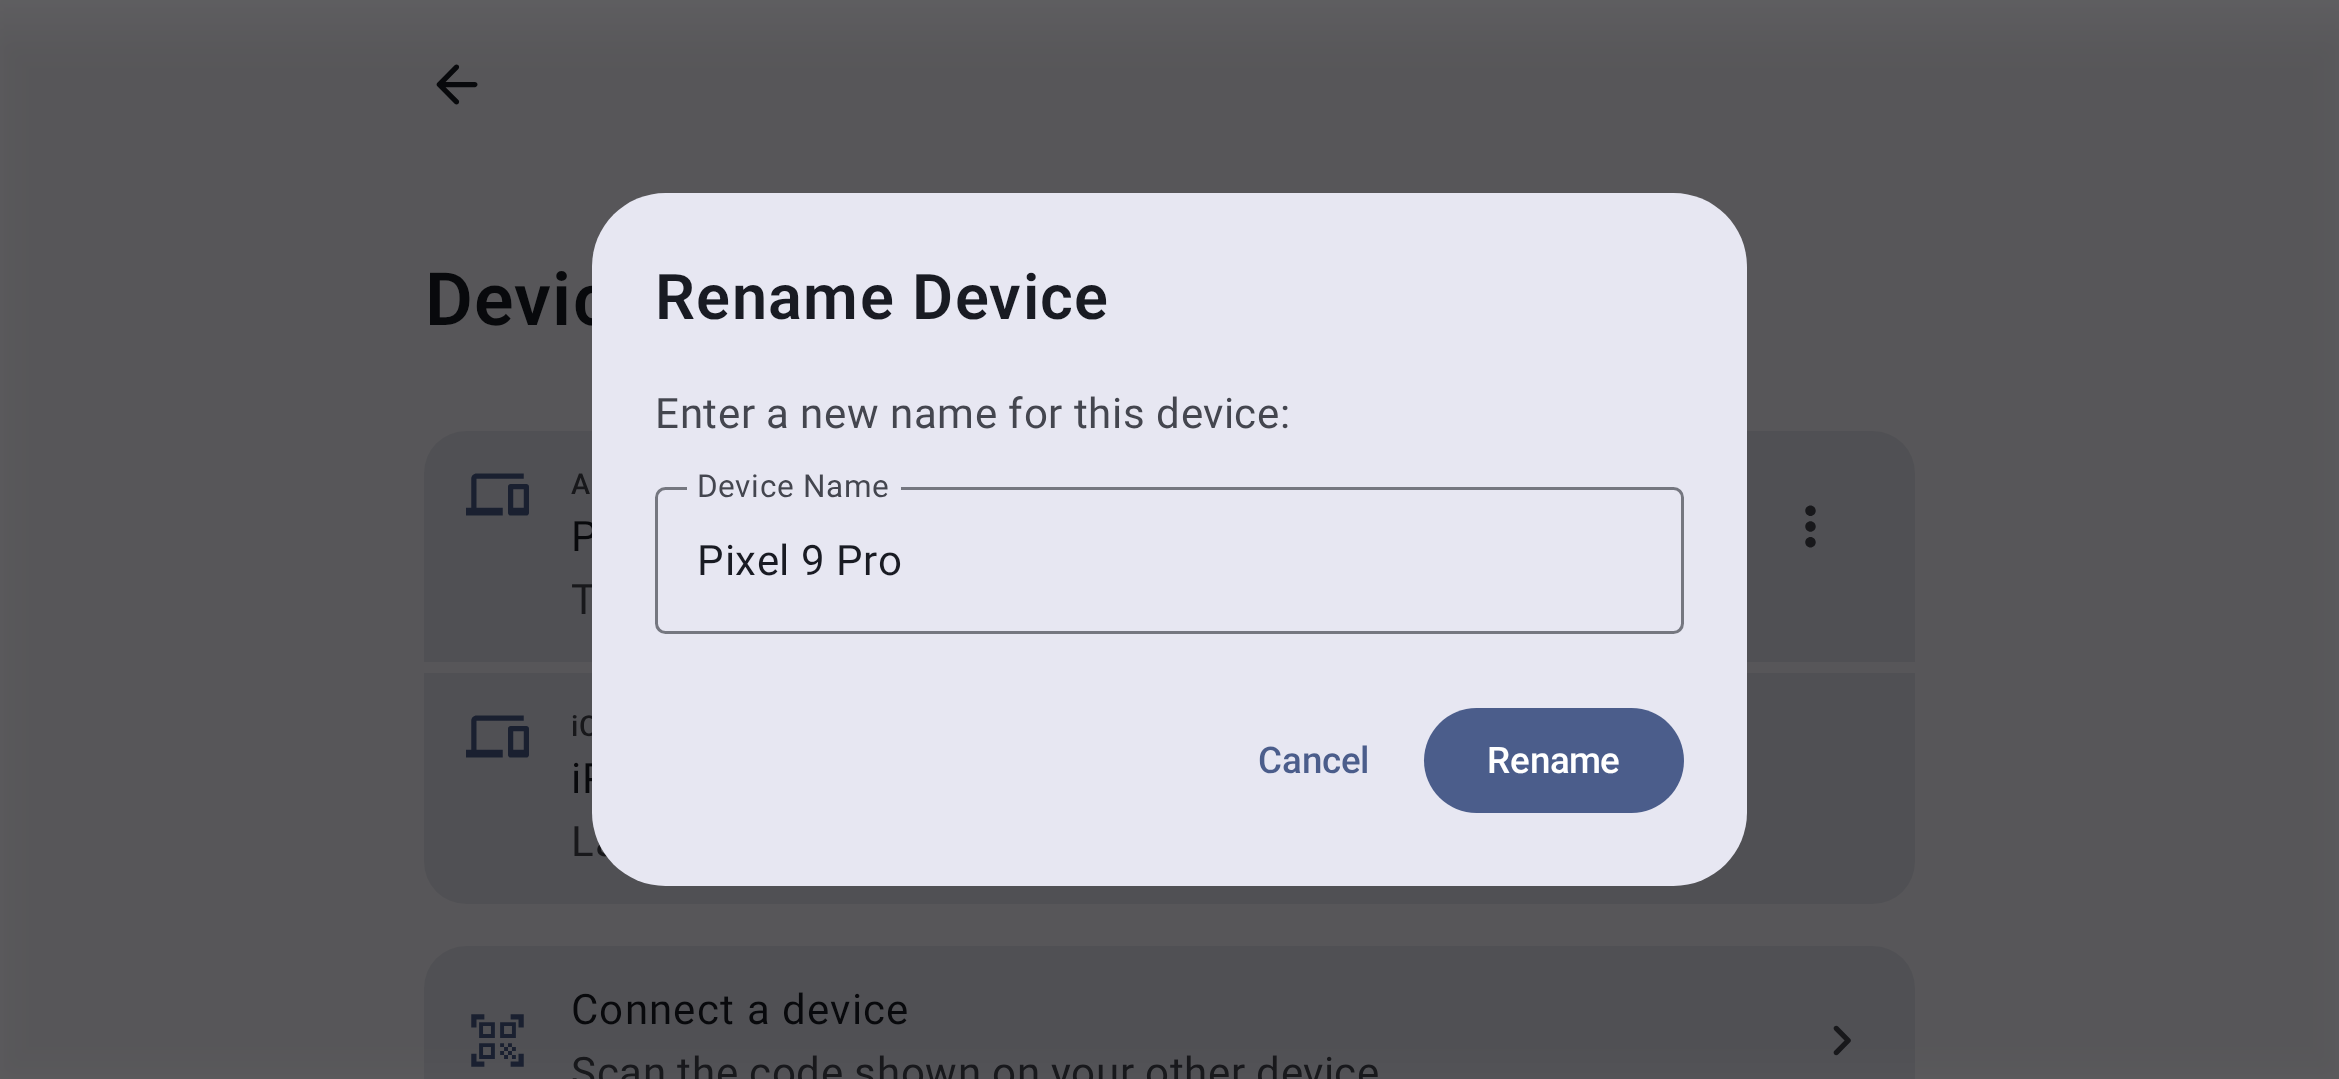 Devic
Rename Device
Enter a new name for this device:
Device Name
Pixel 9 Pro
Cancel
Rename
Connect a device
Scan the code shown on your other device